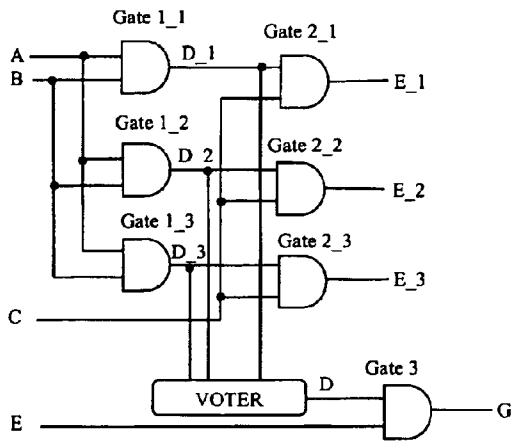 Gate 1_1
Gate 2_1
A
D_1
B
E_1
Gate 1_2
Gate 2_2
D_2
E_2
Gate 1_3
Gate 2_3
D_3
E_3
C
Gate 3
D
VOTER
G
E